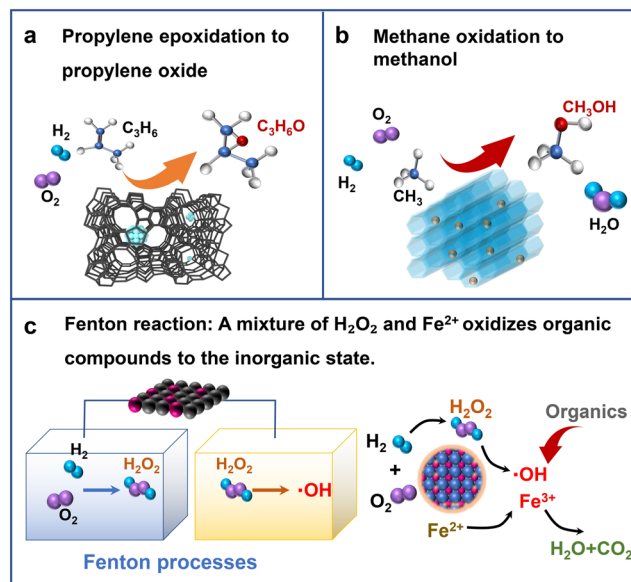 a Propylene epoxidation to
propylene oxide
H₂
C₃H₆
C₃H₆O
O₂
b Methane oxidation to
methanol
O₂
CH₃OH
H₂
CH₃
H₂O
c Fenton reaction: A mixture of H₂O₂ and Fe²⁺ oxidizes organic
compounds to the inorganic state.
H₂
H₂O₂
O₂
H₂O₂
·OH
Fenton processes
H₂O₂
Organics
H₂
+
O₂
·OH
Fe³⁺
Fe²⁺
H₂O+CO₂